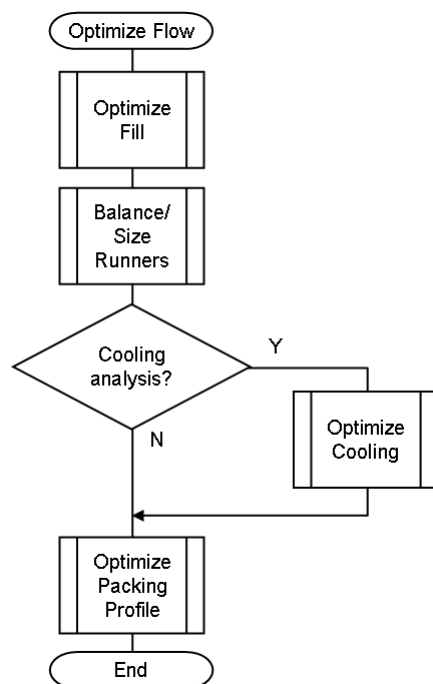 Optimize Flow
Optimize
Fill
Balance/
Size
Runners
Cooling
analysis?
Y
N
Optimize
Cooling
Optimize
Packing
Profile
End